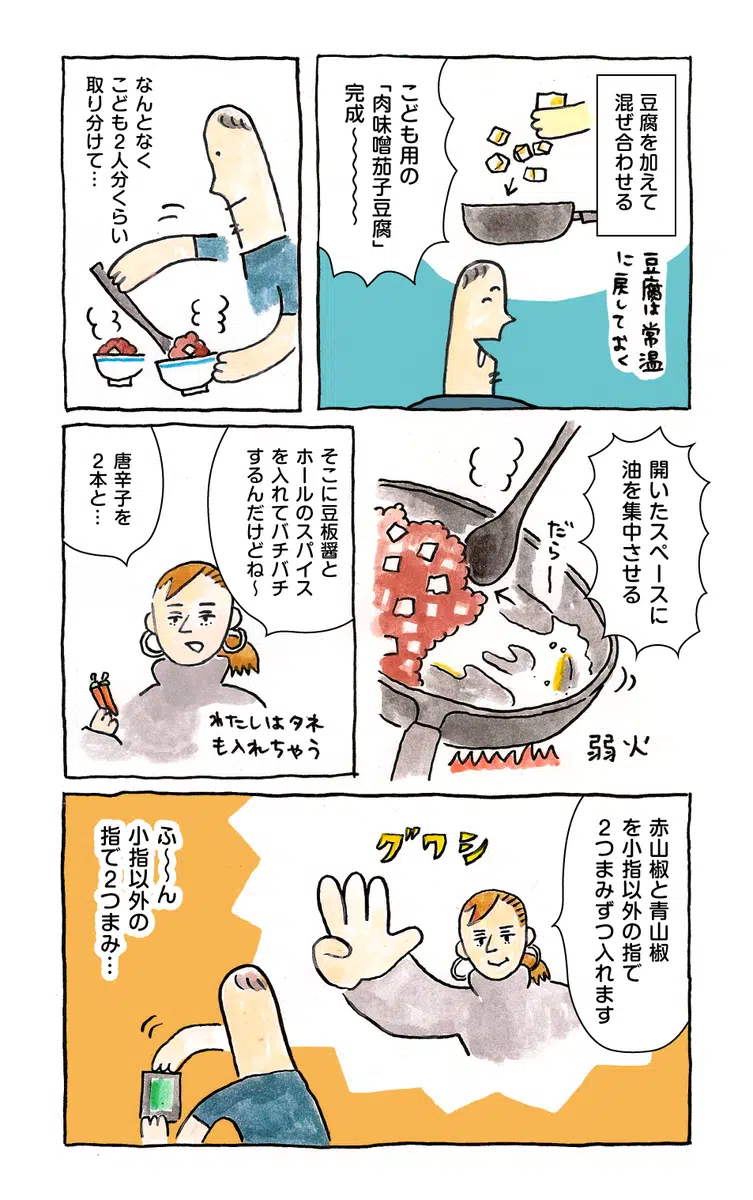 豆腐を加えて
混ぜ合わせる
豆腐は常温
に戻しておく
こども用の
「肉味噌茄子豆腐」
完成〜〜〜〜
なんとなく
こども2人分くらい
取り分けて…
開いたスペースに
油を集中させる
だら〜
弱火
そこに豆板醤と
ホールのスパイス
を入れてバチバチ
するんだけどね〜
唐辛子を
2本と…
わたしはタネ
も入れちゃう
赤山椒と青山椒
を小指以外の指で
2つまみずつ入れます
グワシ
ふ〜〜ん
小指以外の
指で2つまみ…